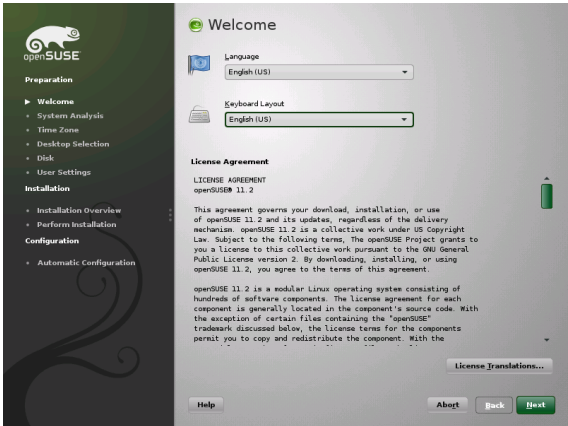 openSUSE
Preparation
Welcome
System Analysis
Time Zone
Desktop Selection
Disk
User Settings
Installation
Installation Overview
Perform Installation
Configuration
Automatic Configuration
Welcome
Language
English (US)
Keyboard Layout
English (US)
License Agreement
LICENSE AGREEMENT
openSUSE® 11.2
This agreement governs your download, installation, or use
of openSUSE 11.2 and its updates, regardless of the delivery
mechanism. openSUSE 11.2 is a collective work under US Copyright
Law. Subject to the following terms, The openSUSE Project grants to
you a license to this collective work pursuant to the GNU General
Public License version 2. By downloading, installing, or using
openSUSE 11.2, you agree to the terms of this agreement.
openSUSE 11.2 is a modular Linux operating system consisting of
hundreds of software components. The license agreement for each
component is generally located in the component's source code. With
the exception of certain files containing the "openSUSE"
trademark discussed below, the license terms for the components
permit you to copy and redistribute the component. With the
License Translations...
Help
Abort
Back
Next